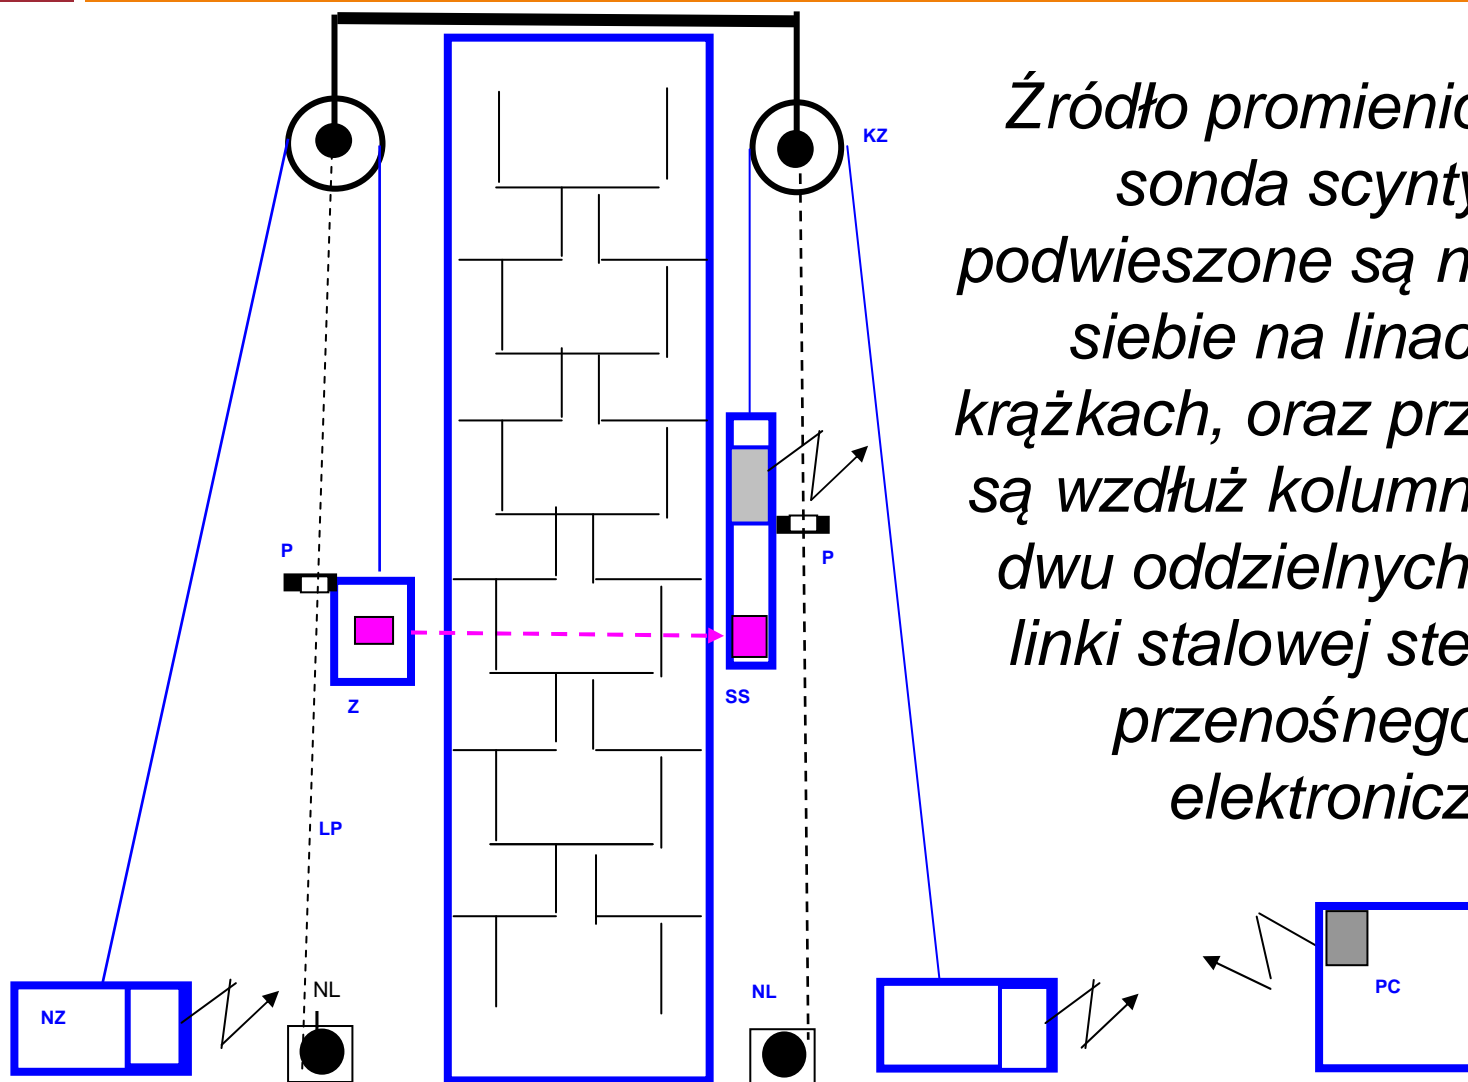 Źródło promienio
sonda scynty
podwieszone są n
siebie na linac
krążkach, oraz prz
są wzdłuż kolumn
dwu oddzielnych
linki stalowej ste
przenośnego
elektronicz
KZ
P
P
Z
SS
LP
NL
NL
NZ
PC